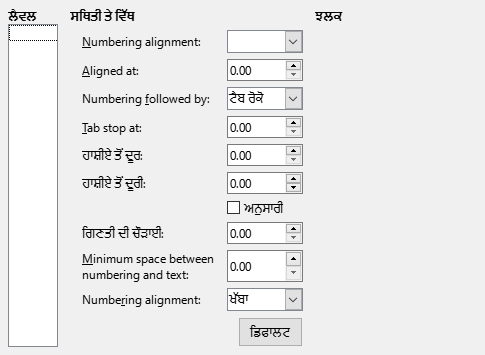 ਲੈਵਲ ਸਥਿਤੀ ਤੇ ਵਿੱਥ ਝਲਕ
Numbering alignment:
Aligned at: 0.00
Numbering followed by: ਟੈਬ ਰੋਕੋ
Tab stop at: 0.00
ਹਾਸ਼ੀਏ ਤੋਂ ਦੂਰ: 0.00
ਹਾਸ਼ੀਏ ਤੋਂ ਦੂਰੀ: 0.00
ਅਨੁਸਾਰੀ
ਗਿਣਤੀ ਦੀ ਚੌੜਾਈ: 0.00
Minimum space between
numbering and text: 0.00
Numbering alignment: ਖੱਬਾ
ਡਿਫਾਲਟ